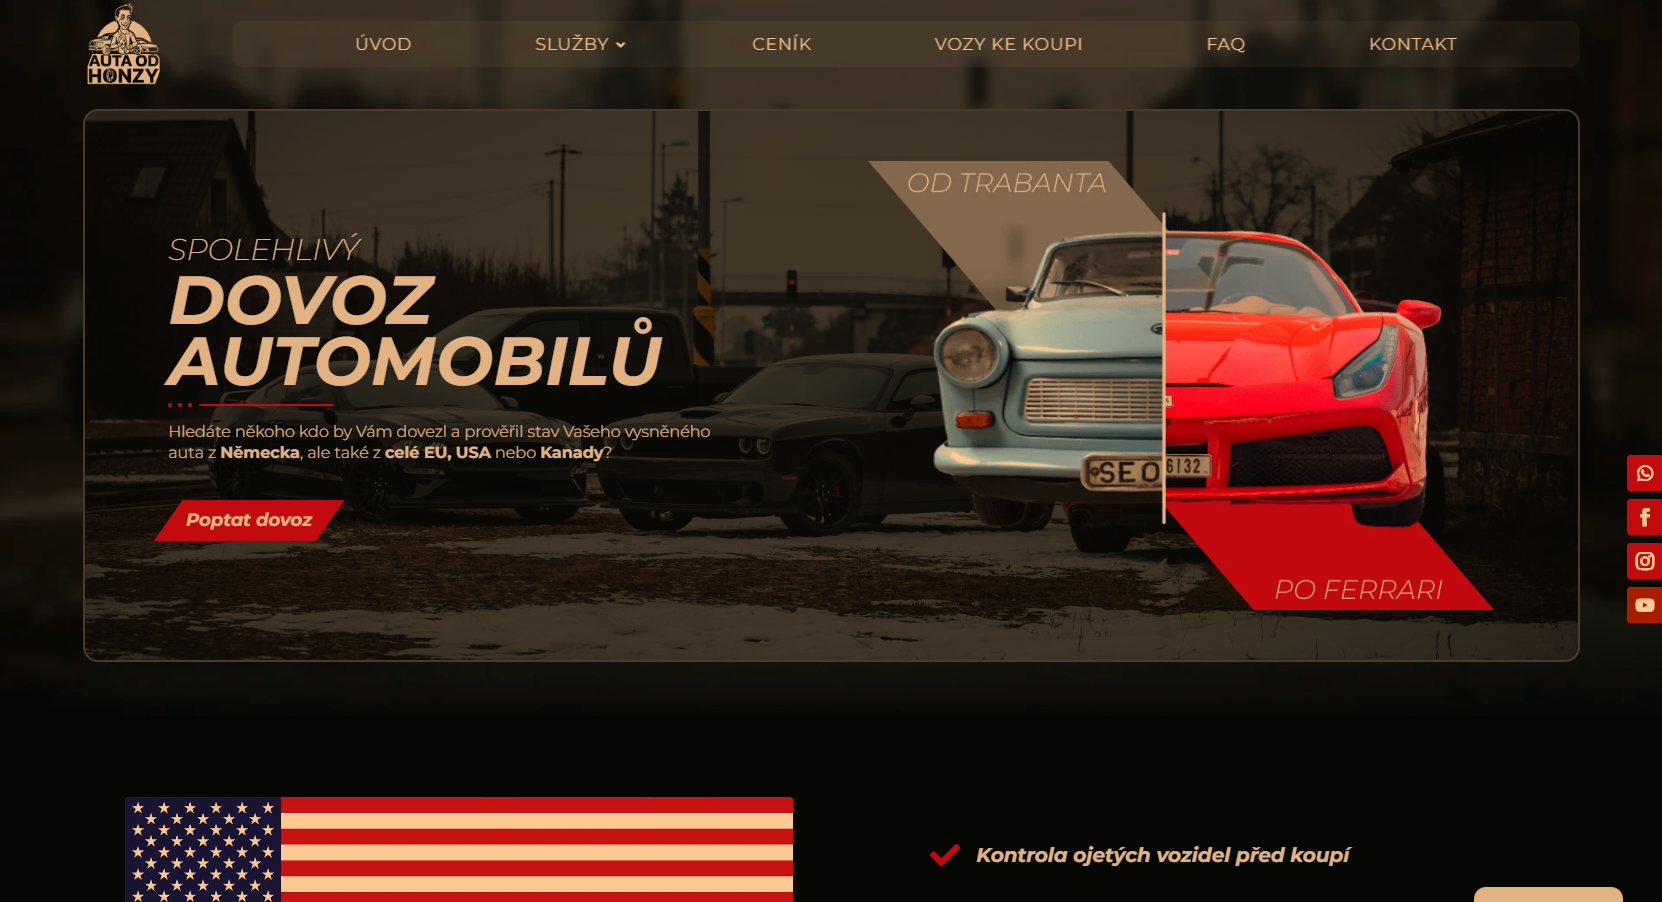 AUTA OD
HONZY
ÚVOD
SLUŽBY
CENÍK
VOZY KE KOUPI
FAQ
KONTAKT
OD TRABANTA
SPOLEHLIVÝ
DOVOZ
AUTOMOBILŮ
Hledáte někoho kdo by Vám dovezl a prověřil stav Vašeho vysněného
auta z Německa, ale také z celé EU, USA nebo Kanady?
Poptat dovoz
SEO
6132
PO FERRARI
Kontrola ojetých vozidel před koupí